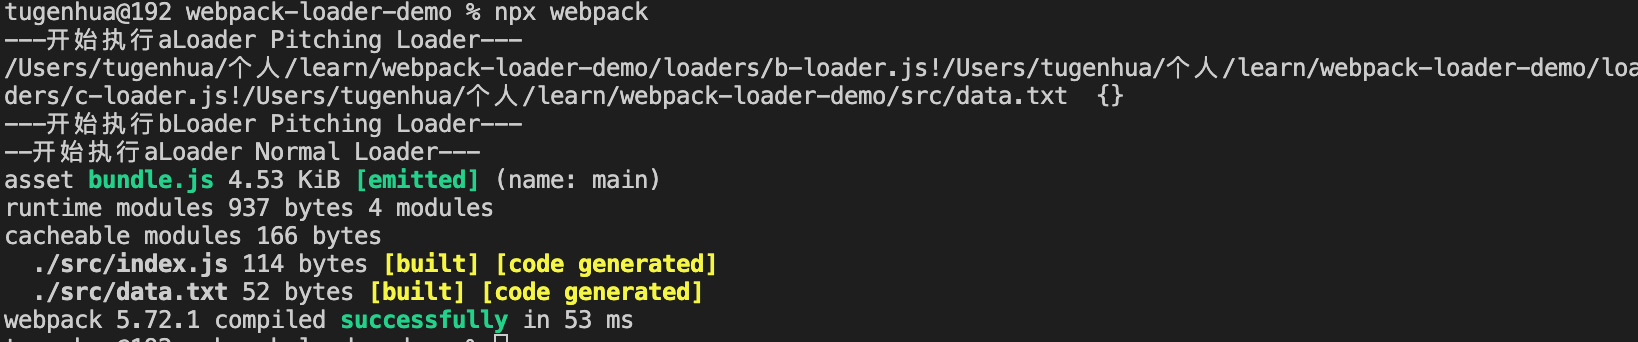 tugenhua@192 webpack-loader-demo % npx webpack
---开始执行aLoader Pitching Loader---
/Users/tugenhua/个人/learn/webpack-loader-demo/loaders/b-loader.js!/Users/tugenhua/个人/learn/webpack-loader-demo/loa
ders/c-loader.js!/Users/tugenhua/个人/learn/webpack-loader-demo/src/data.txt  {}
---开始执行bLoader Pitching Loader---
--开始执行aLoader Normal Loader---
asset bundle.js 4.53 KiB [emitted] (name: main)
runtime modules 937 bytes 4 modules
cacheable modules 166 bytes
  ./src/index.js 114 bytes [built] [code generated]
  ./src/data.txt 52 bytes [built] [code generated]
webpack 5.72.1 compiled successfully in 53 ms